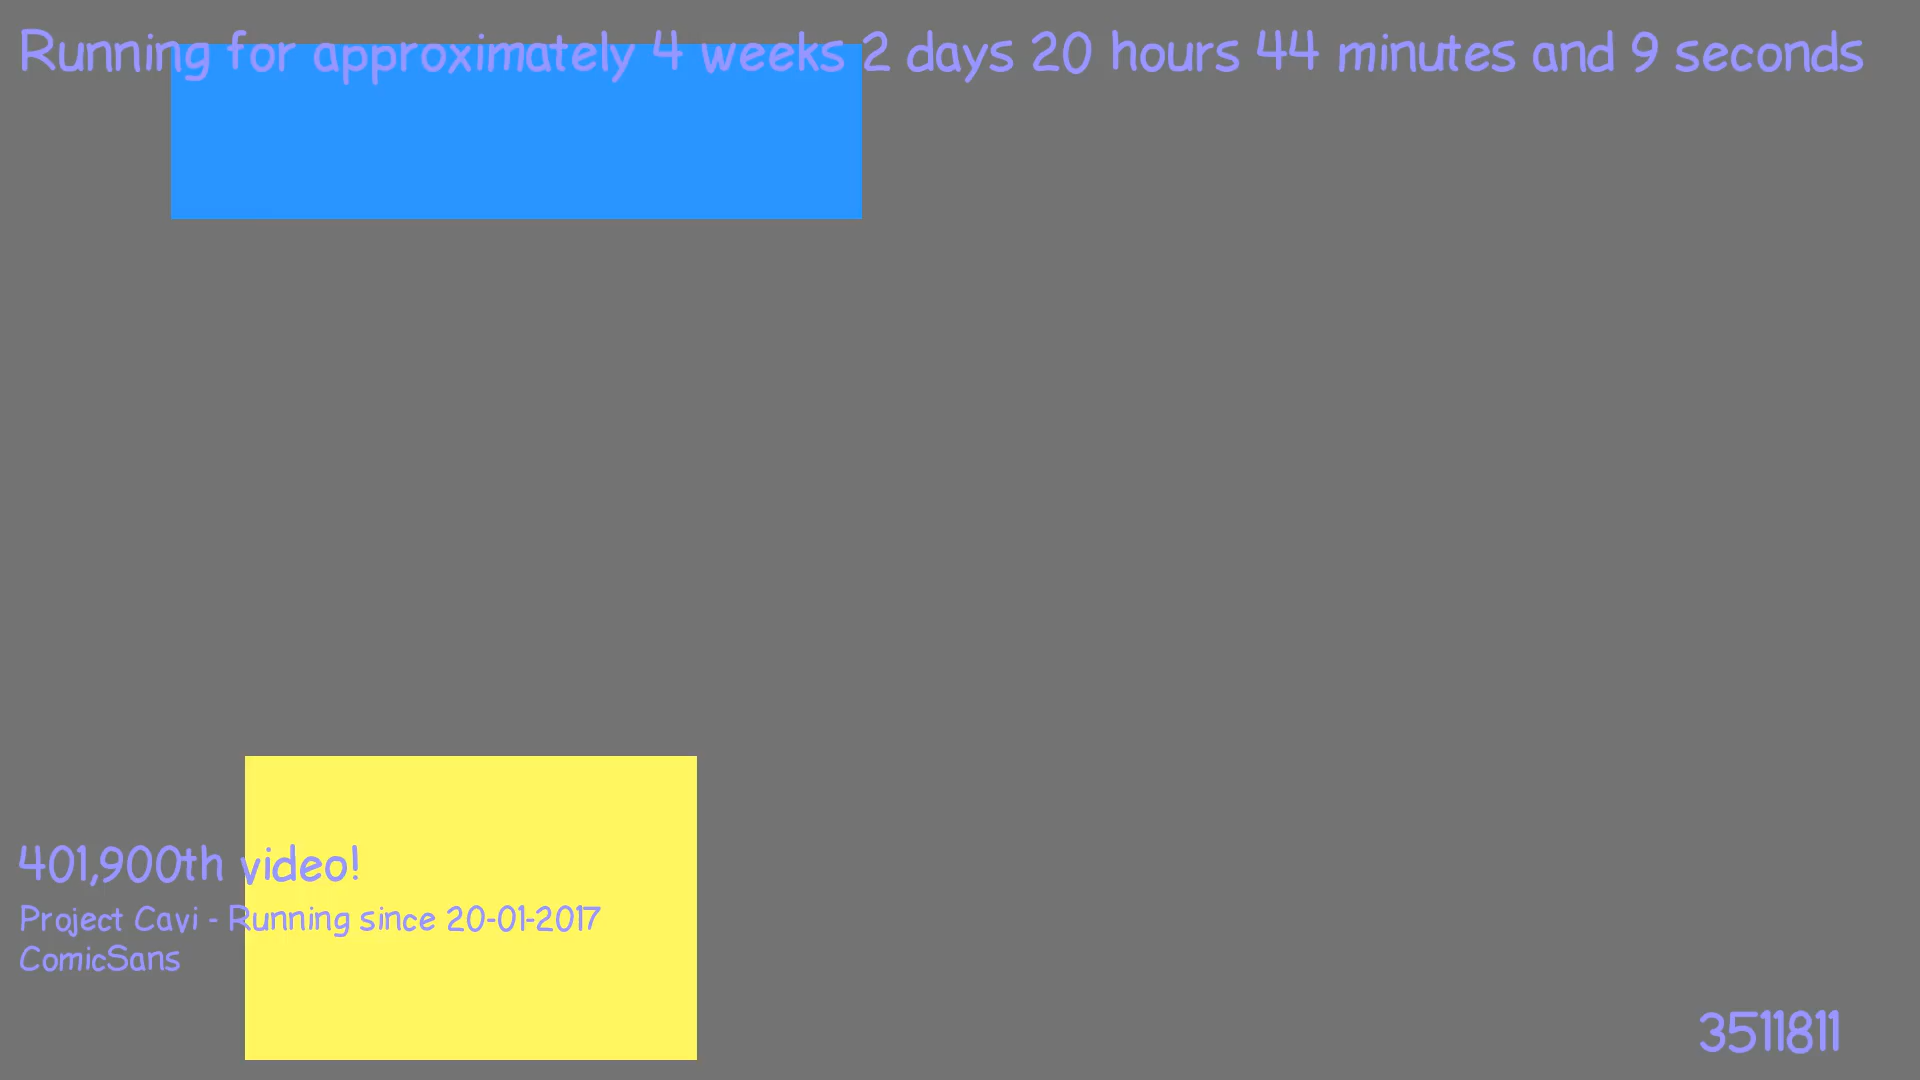 Running for approximately 4 weeks 2 days 20 hours 44 minutes and 9 seconds
401,900th video!
Project Cavi - Running since 20-01-2017
ComicSans
3511811